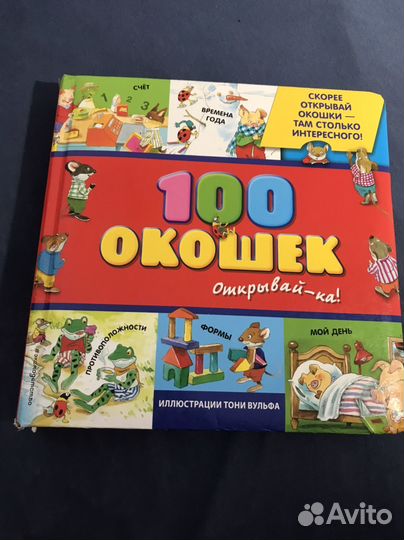 СЧЁТ
1 2 3
ВРЕМЕНА
ГОДА
СКОРЕЕ
ОТКРЫВАЙ
ОКОШКИ —
ТАМ СТОЛЬКО
ИНТЕРЕСНОГО!
100
ОКОШЕК
Открывай-ка!
ПРОТИВОПОЛОЖНОСТИ
ФОРМЫ
МОЙ ДЕНЬ
ИЛЛЮСТРАЦИИ ТОНИ ВУЛЬФА
Avito